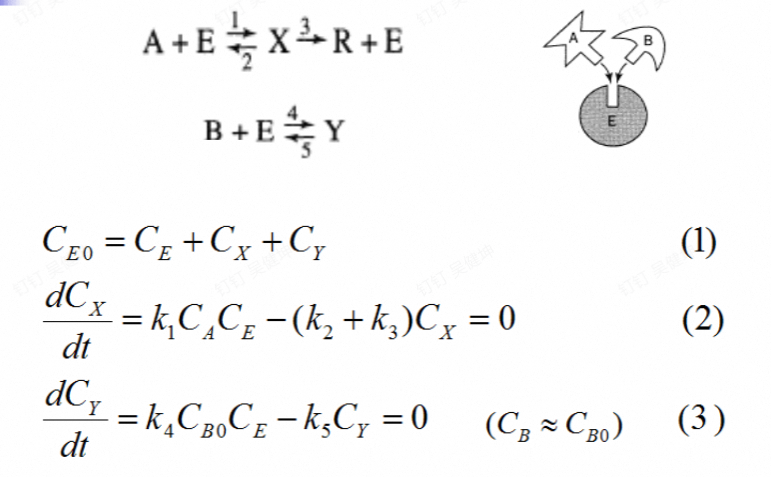 A + E ⇄ X → R + E
1
2
3
A
B
E
B + E ⇄ Y
4
5
C_{E0} = C_E + C_X + C_Y (1)
dC_X/dt = k_1 C_A C_E − (k_2 + k_3) C_X = 0 (2)
dC_Y/dt = k_4 C_{B0} C_E − k_5 C_Y = 0 (C_B ≈ C_{B0}) (3)